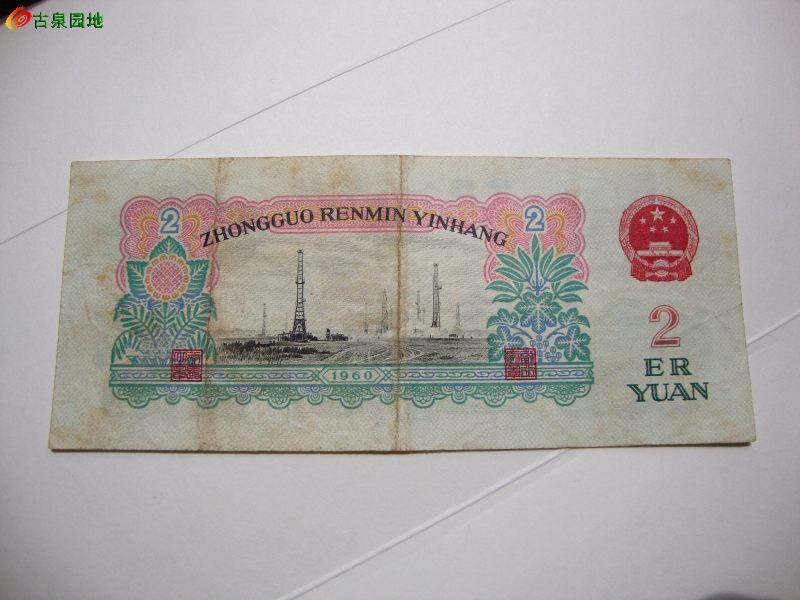 古泉园地
2
2
ZHONGGUO RENMIN YINHANG
2
ER
YUAN
1960